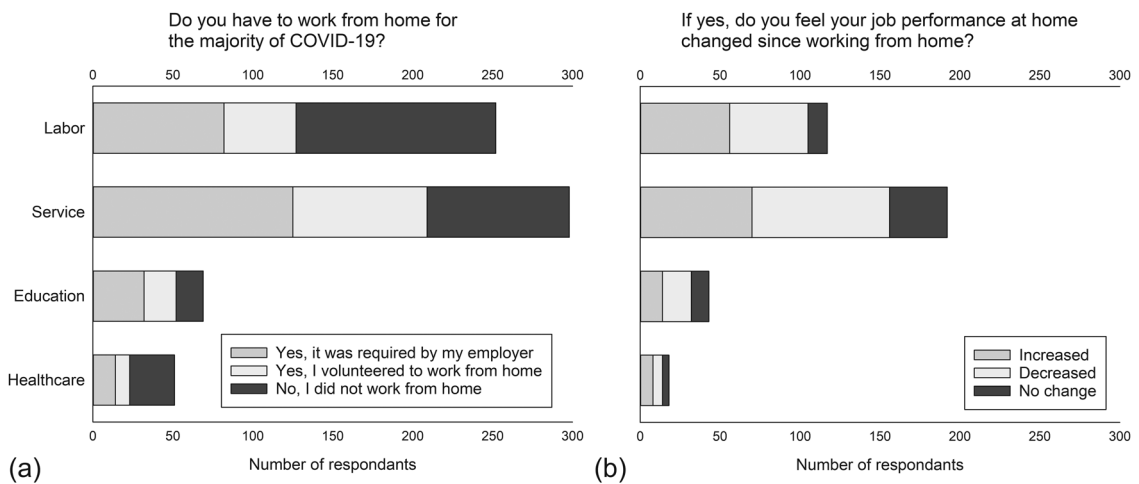 Do you have to work from home for
the majority of COVID-19?
0 50 100 150 200 250 300
Labor
Service
Education
Healthcare
Yes, it was required by my employer
Yes, I volunteered to work from home
No, I did not work from home
0 50 100 150 200 250 300
(a)
Number of respondants
If yes, do you feel your job performance at home
changed since working from home?
0 50 100 150 200 250 300
Increased
Decreased
No change
0 50 100 150 200 250 300
(b)
Number of respondants